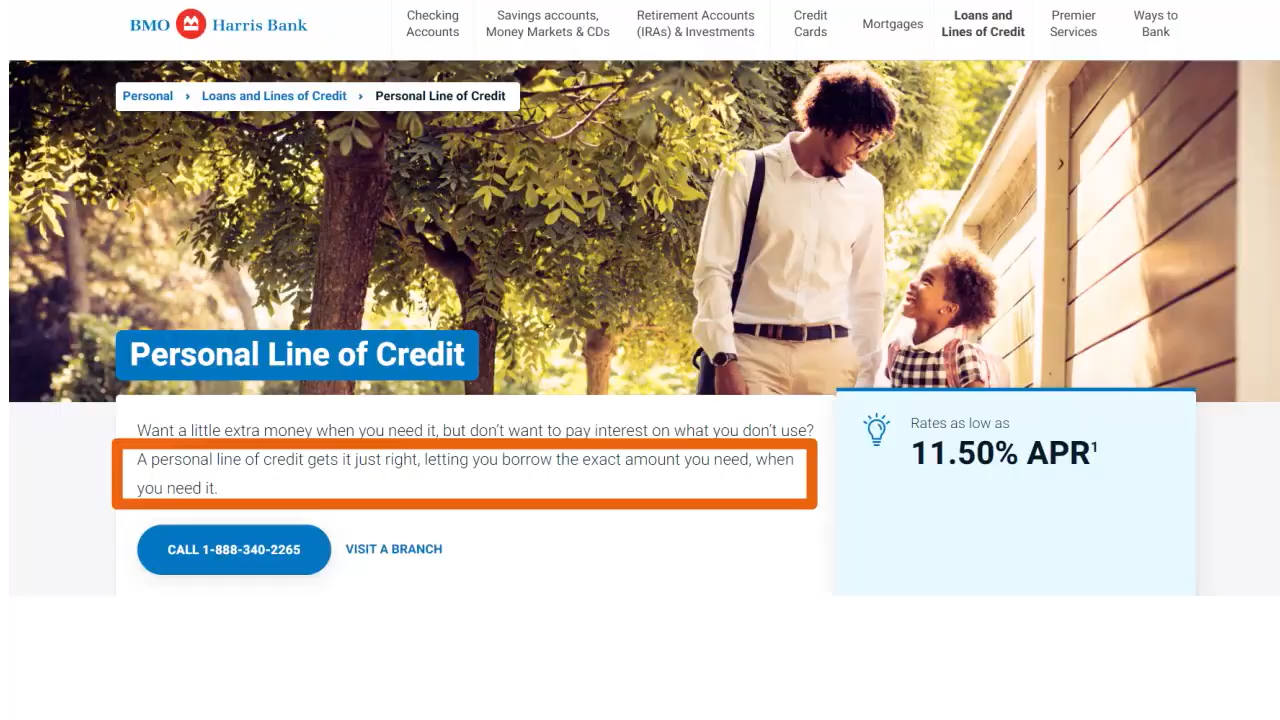 BMO Harris Bank
Checking
Accounts
Savings accounts,
Money Markets & CDs
Retirement Accounts
(IRAs) & Investments
Credit
Cards
Mortgages
Loans and
Lines of Credit
Premier
Services
Ways to
Bank
Personal › Loans and Lines of Credit › Personal Line of Credit
Personal Line of Credit
Want a little extra money when you need it, but don’t want to pay interest on what you don’t use?
A personal line of credit gets it just right, letting you borrow the exact amount you need, when
you need it.
CALL 1-888-340-2265
VISIT A BRANCH
Rates as low as
11.50% APR¹